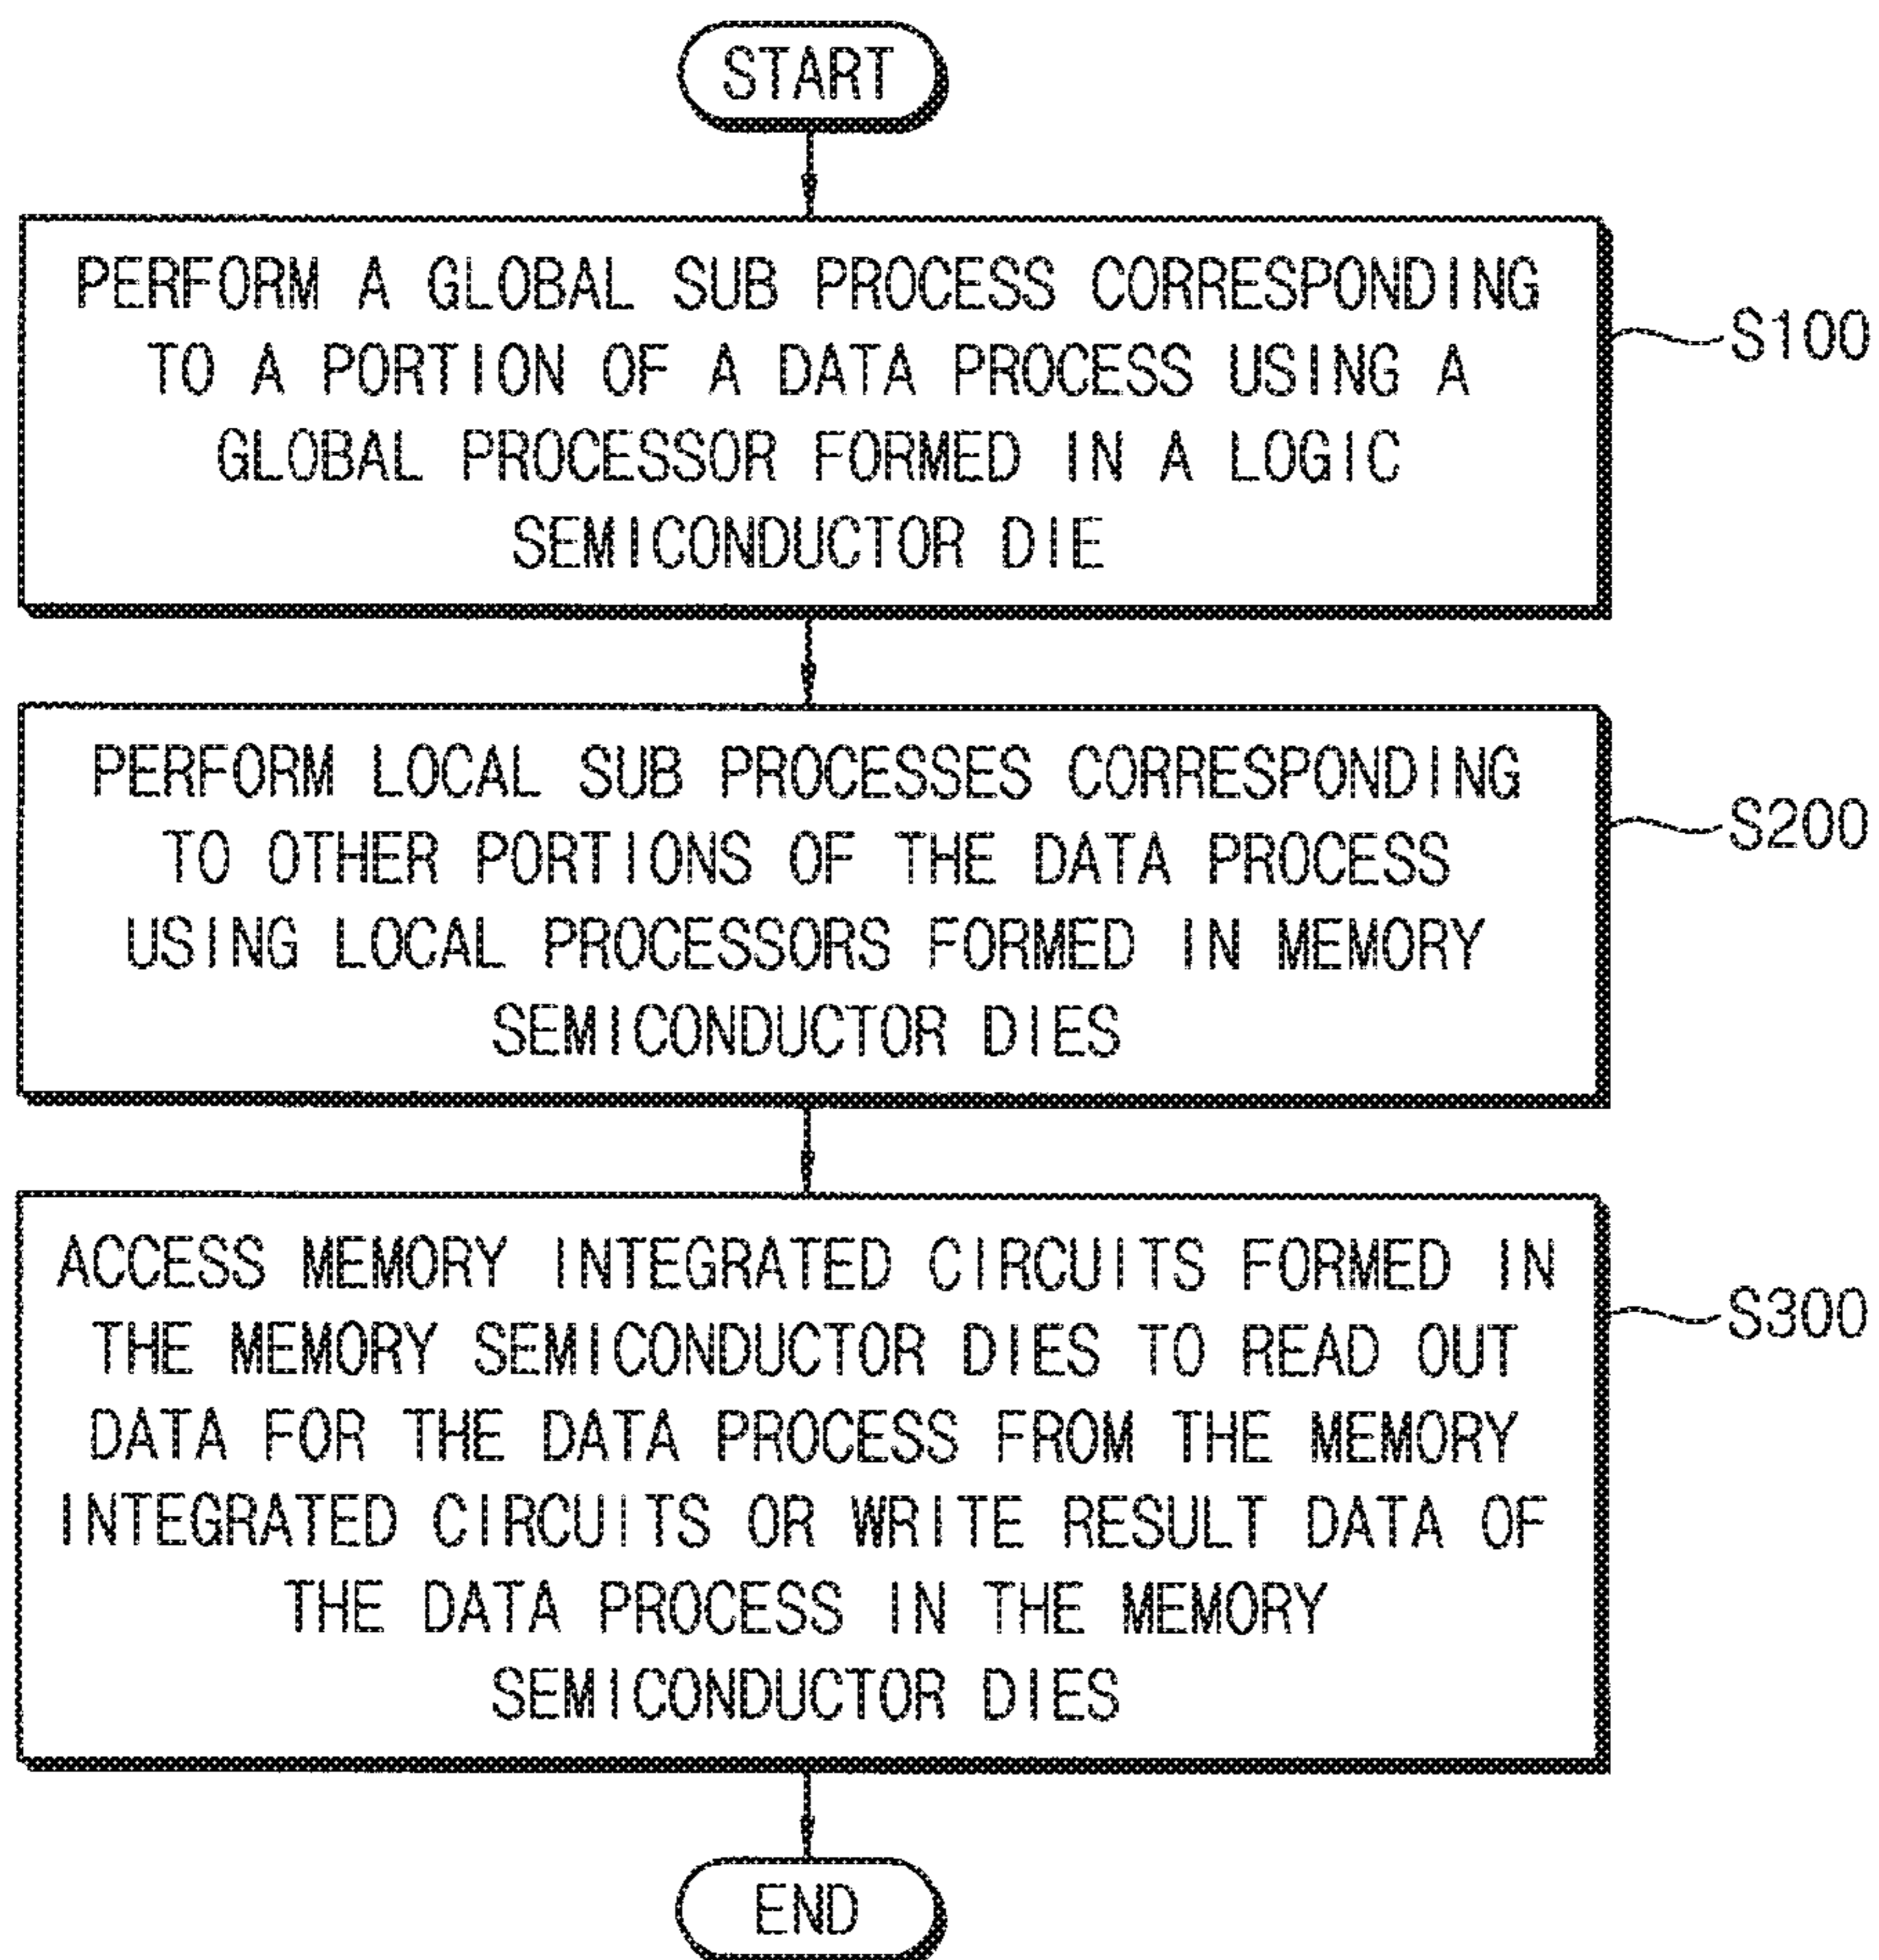 START
PERFORM A GLOBAL SUB PROCESS CORRESPONDING
TO A PORTION OF A DATA PROCESS USING A
GLOBAL PROCESSOR FORMED IN A LOGIC
SEMICONDUCTOR DIE
S100
PERFORM LOCAL SUB PROCESSES CORRESPONDING
TO OTHER PORTIONS OF THE DATA PROCESS
USING LOCAL PROCESSORS FORMED IN MEMORY
SEMICONDUCTOR DIES
S200
ACCESS MEMORY INTEGRATED CIRCUITS FORMED IN
THE MEMORY SEMICONDUCTOR DIES TO READ OUT
DATA FOR THE DATA PROCESS FROM THE MEMORY
INTEGRATED CIRCUITS OR WRITE RESULT DATA OF
THE DATA PROCESS IN THE MEMORY
SEMICONDUCTOR DIES
S300
END